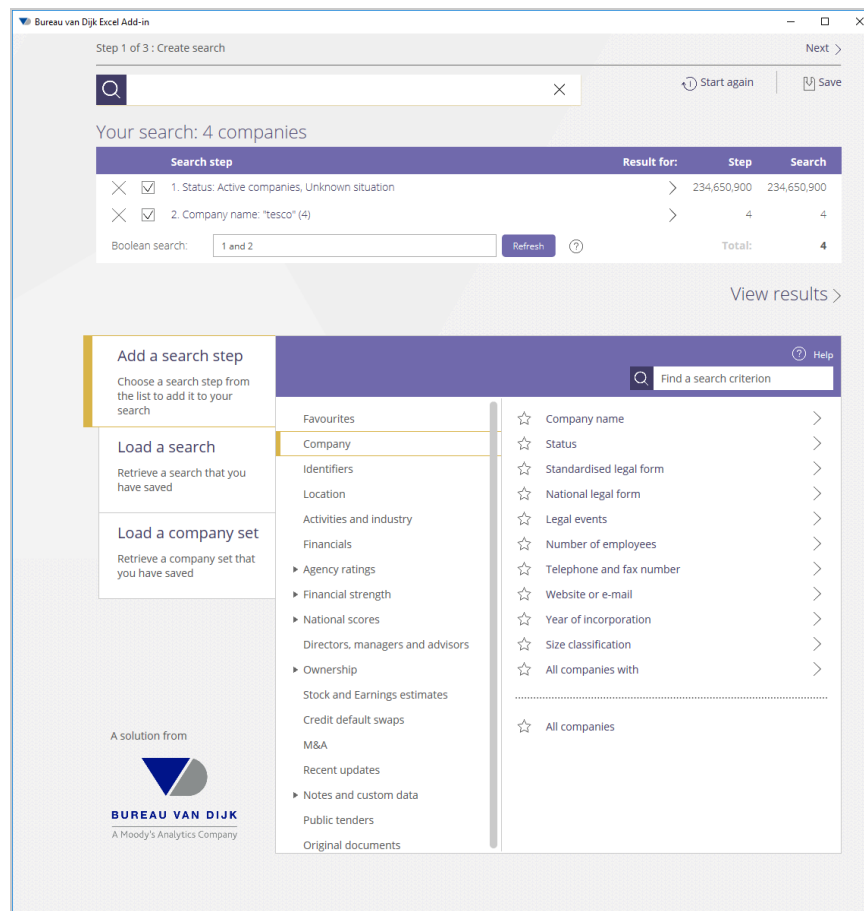 Bureau van Dijk Excel Add-in
Step 1 of 3 : Create search
Next
Start again
Save
Your search: 4 companies
Search step Result for: Step Search
1. Status: Active companies, Unknown situation 234,650,900 234,650,900
2. Company name: "tesco" (4) 4 4
Boolean search: 1 and 2 Refresh ? Total: 4
View results
Add a search step
Choose a search step from
the list to add it to your
search
Load a search
Retrieve a search that you
have saved
Load a company set
Retrieve a company set that
you have saved
? Help
Find a search criterion
Favourites
Company
Identifiers
Location
Activities and industry
Financials
Agency ratings
Financial strength
National scores
Directors, managers and advisors
Ownership
Stock and Earnings estimates
Credit default swaps
M&A
Recent updates
Notes and custom data
Public tenders
Original documents
Company name
Status
Standardised legal form
National legal form
Legal events
Number of employees
Telephone and fax number
Website or e-mail
Year of incorporation
Size classification
All companies with
All companies
A solution from
BUREAU VAN DIJK
A Moody's Analytics Company